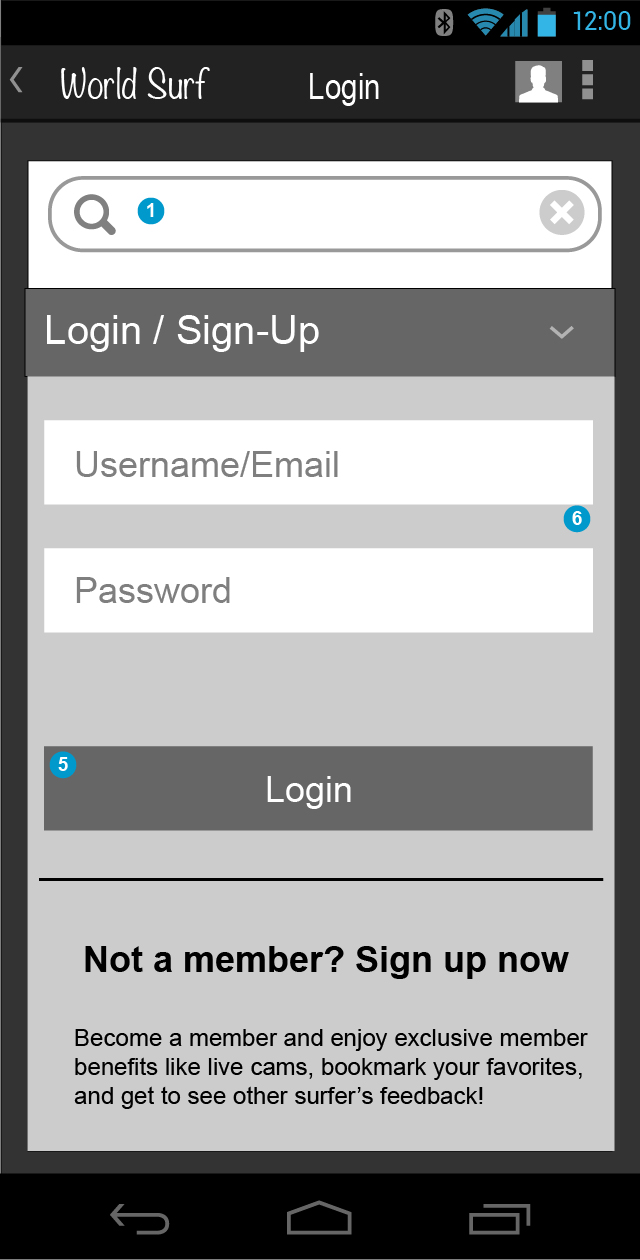 12:00
World Surf
Login
1
Login / Sign-Up
Username/Email
6
Password
5
Login
Not a member? Sign up now
Become a member and enjoy exclusive member
benefits like live cams, bookmark your favorites,
and get to see other surfer’s feedback!